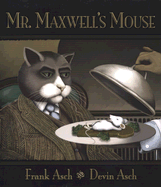 MR. MAXWELL'S MOUSE
Frank Asch Devin Asch